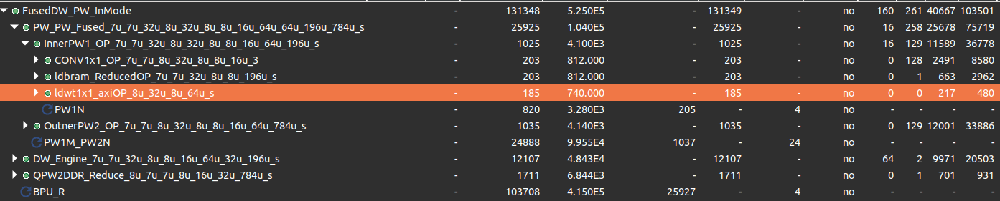 FusedDW_PW_InMode - 131348 5.250E5 - 131349 - no 160 261 40667 103501
PW_PW_Fused_7u_7u_32u_8u_32u_8u_8u_16u_64u_64u_196u_784u_s - 25925 1.040E5 - 25925 - no 16 258 25678 75719
InnerPW1_OP_7u_7u_32u_8u_32u_8u_8u_16u_64u_196u_s - 1025 4.100E3 - 1025 - no 16 129 11589 36778
CONV1x1_OP_7u_7u_8u_32u_8u_8u_16u_3 - 203 812.000 - 203 - no 0 128 2491 8580
ldbram_ReducedOP_7u_7u_32u_8u_8u_196u_s - 203 812.000 - 203 - no 0 1 663 2962
ldwt1x1_axiOP_8u_32u_8u_64u_s - 185 740.000 - 185 - no 0 0 217 480
PW1N - 820 3.280E3 205 - 4 no - - - -
OutnerPW2_OP_7u_7u_8u_32u_8u_8u_16u_64u_784u_s - 1035 4.140E3 - 1035 - no 0 129 12001 33886
PW1M_PW2N - 24888 9.955E4 1037 - 24 no - - - -
DW_Engine_7u_7u_32u_8u_8u_16u_64u_32u_196u_s - 12107 4.843E4 - 12107 - no 64 2 9971 20503
QPW2DDR_Reduce_8u_7u_7u_8u_16u_32u_784u_s - 1711 6.844E3 - 1711 - no 0 1 701 931
BPU_R - 103708 4.150E5 25927 - 4 no - - - -